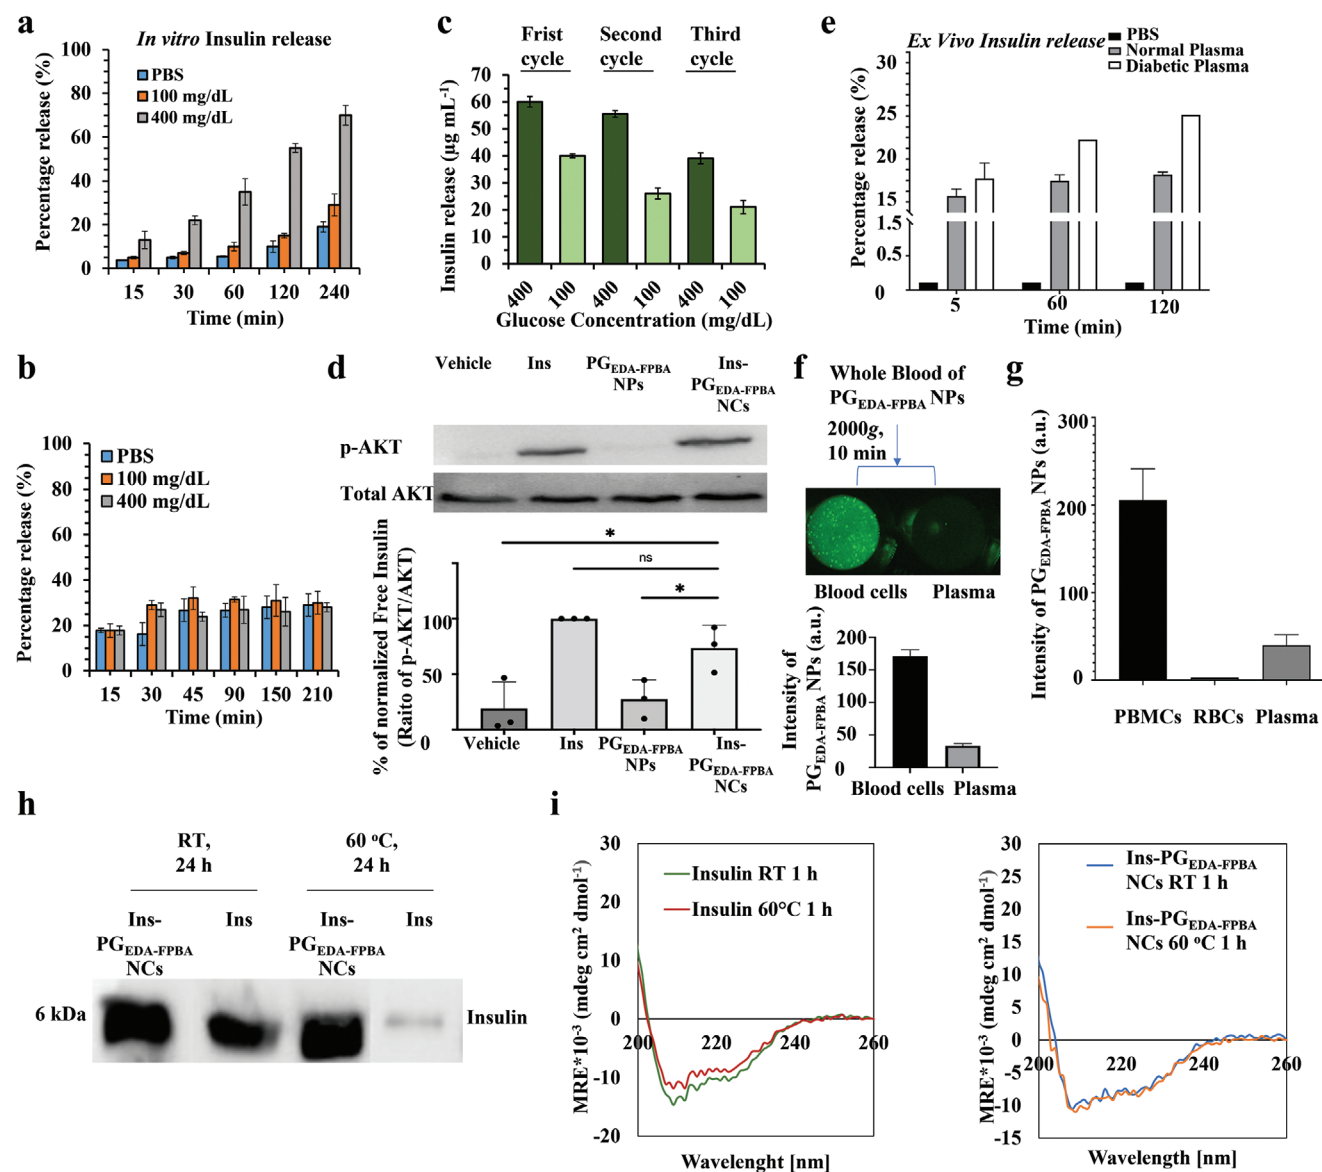 a
In vitro Insulin release
PBS
100 mg/dL
400 mg/dL
Percentage release (%)
100
80
60
40
20
0
15 30 60 120 240
Time (min)
c
Frist cycle
Second cycle
Third cycle
Insulin release (µg mL-1)
70
60
50
40
30
20
10
0
400 100 400 100 400 100
Glucose Concentration (mg/dL)
e
Ex Vivo Insulin release
PBS
Normal Plasma
Diabetic Plasma
Percentage release (%)
30
25
20
15
1.5
0.5
0
5 60 120
Time (min)
b
PBS
100 mg/dL
400 mg/dL
Percentage release (%)
100
80
60
40
20
0
15 30 45 90 150 210
Time (min)
d
Vehicle
Ins
PGEDA-FPBA
NPs
Ins-
PGEDA-FPBA
NCs
p-AKT
Total AKT
*
ns
*
% of normalized Free Insulin
(Raito of p-AKT/AKT)
100
50
0
Vehicle
Ins
PGEDA-FPBA
NPs
Ins-
PGEDA-FPBA
NCs
f
Whole Blood of
PGEDA-FPBA NPs
2000g,
10 min
Blood cells Plasma
Intensity of
PGEDA-FPBA NPs (a.u.)
200
150
100
50
0
Blood cells Plasma
g
Intensity of PGEDA-FPBA NPs (a.u.)
300
200
100
0
PBMCs RBCs Plasma
h
RT,
24 h
60 oC,
24 h
Ins-
PGEDA-FPBA
NCs
Ins
Ins-
PGEDA-FPBA
NCs
Ins
6 kDa
Insulin
i
MRE*10-3 (mdeg cm2 dmol-1)
30
20
10
0
-10
-20
Insulin RT 1 h
Insulin 60°C 1 h
200 220 240 260
Wavelenght [nm]
MRE*10-3 (mdeg cm2 dmol-1)
30
25
20
15
10
5
0
-5
-10
-15
Ins-PGEDA-FPBA
NCs RT 1 h
Ins-PGEDA-FPBA
NCs 60 oC 1 h
200 220 240 260
Wavelength [nm]